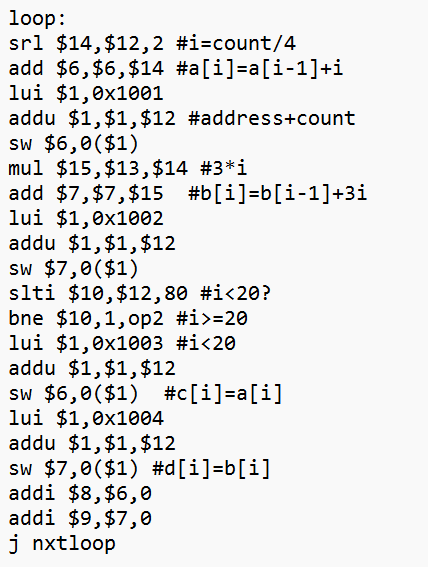 loop:
srl $14,$12,2 #i=count/4
add $6,$6,$14 #a[i]=a[i-1]+i
lui $1,0x1001
addu $1,$1,$12 #address+count
sw $6,0($1)
mul $15,$13,$14 #3*i
add $7,$7,$15  #b[i]=b[i-1]+3i
lui $1,0x1002
addu $1,$1,$12
sw $7,0($1)
slti $10,$12,80 #i<20?
bne $10,1,op2 #i>=20
lui $1,0x1003 #i<20
addu $1,$1,$12
sw $6,0($1)  #c[i]=a[i]
lui $1,0x1004
addu $1,$1,$12
sw $7,0($1) #d[i]=b[i]
addi $8,$6,0
addi $9,$7,0
j nxtloop